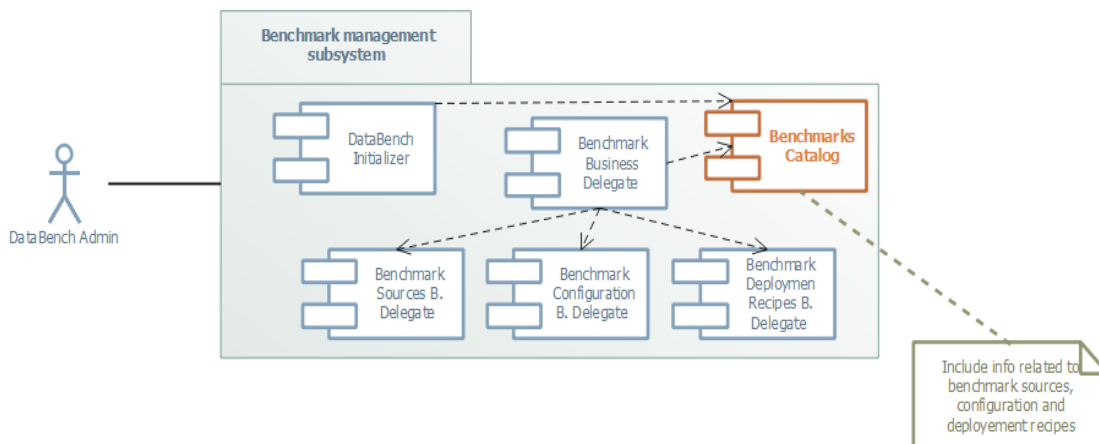 Benchmark management
subsystem
DataBench
Initializer
Benchmark
Business
Delegate
Benchmarks
Catalog
DataBench Admin
Benchmark
Sources B.
Delegate
Benchmark
Configuration
B. Delegate
Benchmark
Deploymen
Recipes B.
Delegate
Include info related to
benchmark sources,
configuration and
deployement recipes